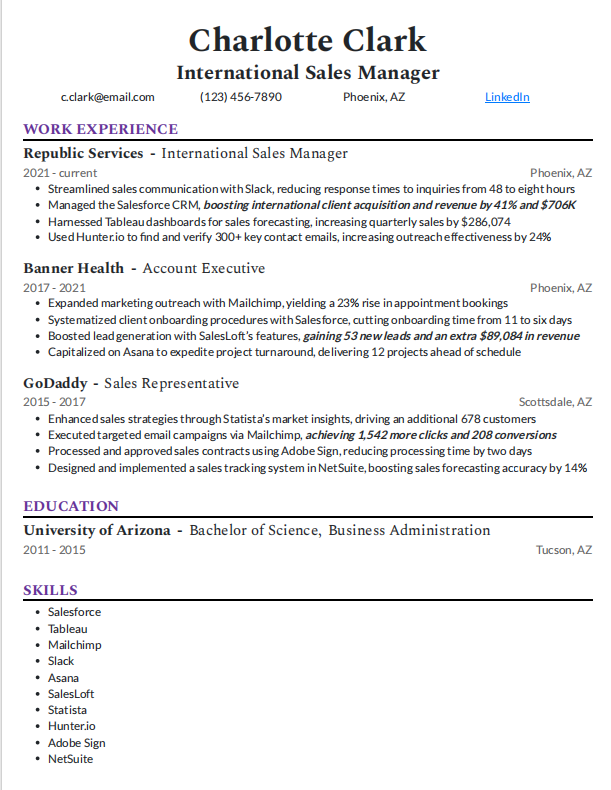 Charlotte Clark
International Sales Manager
c.clark@email.com (123) 456-7890 Phoenix, AZ LinkedIn
WORK EXPERIENCE
Republic Services - International Sales Manager
2021 - current Phoenix, AZ
• Streamlined sales communication with Slack, reducing response times to inquiries from 48 to eight hours
• Managed the Salesforce CRM, boosting international client acquisition and revenue by 41% and $706K
• Harnessed Tableau dashboards for sales forecasting, increasing quarterly sales by $286,074
• Used Hunter.io to find and verify 300+ key contact emails, increasing outreach effectiveness by 24%
Banner Health - Account Executive
2017 - 2021 Phoenix, AZ
• Expanded marketing outreach with Mailchimp, yielding a 23% rise in appointment bookings
• Systematized client onboarding procedures with Salesforce, cutting onboarding time from 11 to six days
• Boosted lead generation with SalesLoft's features, gaining 53 new leads and an extra $89,084 in revenue
• Capitalized on Asana to expedite project turnaround, delivering 12 projects ahead of schedule
GoDaddy - Sales Representative
2015 - 2017 Scottsdale, AZ
• Enhanced sales strategies through Statista's market insights, driving an additional 678 customers
• Executed targeted email campaigns via Mailchimp, achieving 1,542 more clicks and 208 conversions
• Processed and approved sales contracts using Adobe Sign, reducing processing time by two days
• Designed and implemented a sales tracking system in NetSuite, boosting sales forecasting accuracy by 14%
EDUCATION
University of Arizona - Bachelor of Science, Business Administration
2011 - 2015 Tucson, AZ
SKILLS
• Salesforce
• Tableau
• Mailchimp
• Slack
• Asana
• SalesLoft
• Statista
• Hunter.io
• Adobe Sign
• NetSuite